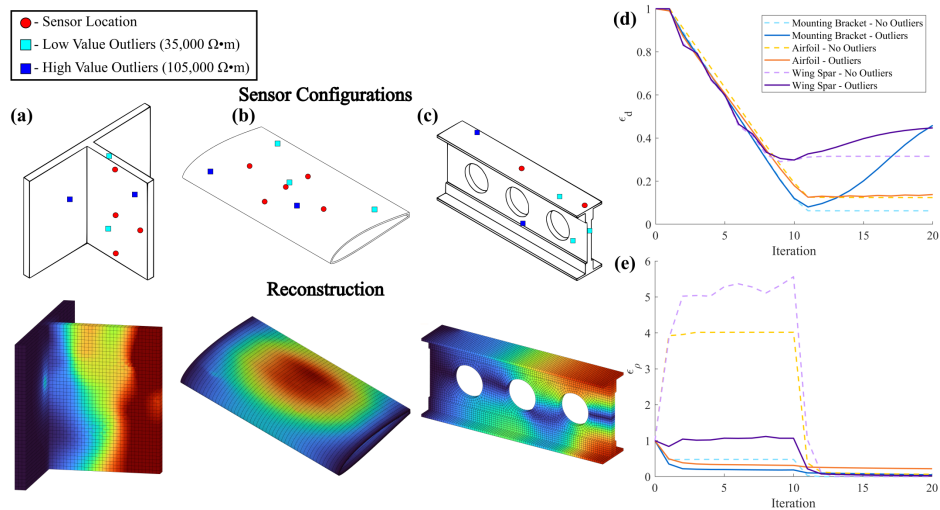 - Sensor Location
- Low Value Outliers (35,000 Ω•m)
- High Value Outliers (105,000 Ω•m)
Sensor Configurations
(a)
(b)
(c)
Reconstruction
(d)
1
0.8
0.6
0.4
0.2
0
ϵd
0
5
10
15
20
Iteration
Mounting Bracket - No Outliers
Mounting Bracket - Outliers
Airfoil - No Outliers
Airfoil - Outliers
Wing Spar - No Outliers
Wing Spar - Outliers
(e)
6
5
4
3
2
1
0
ϵρ
0
5
10
15
20
Iteration